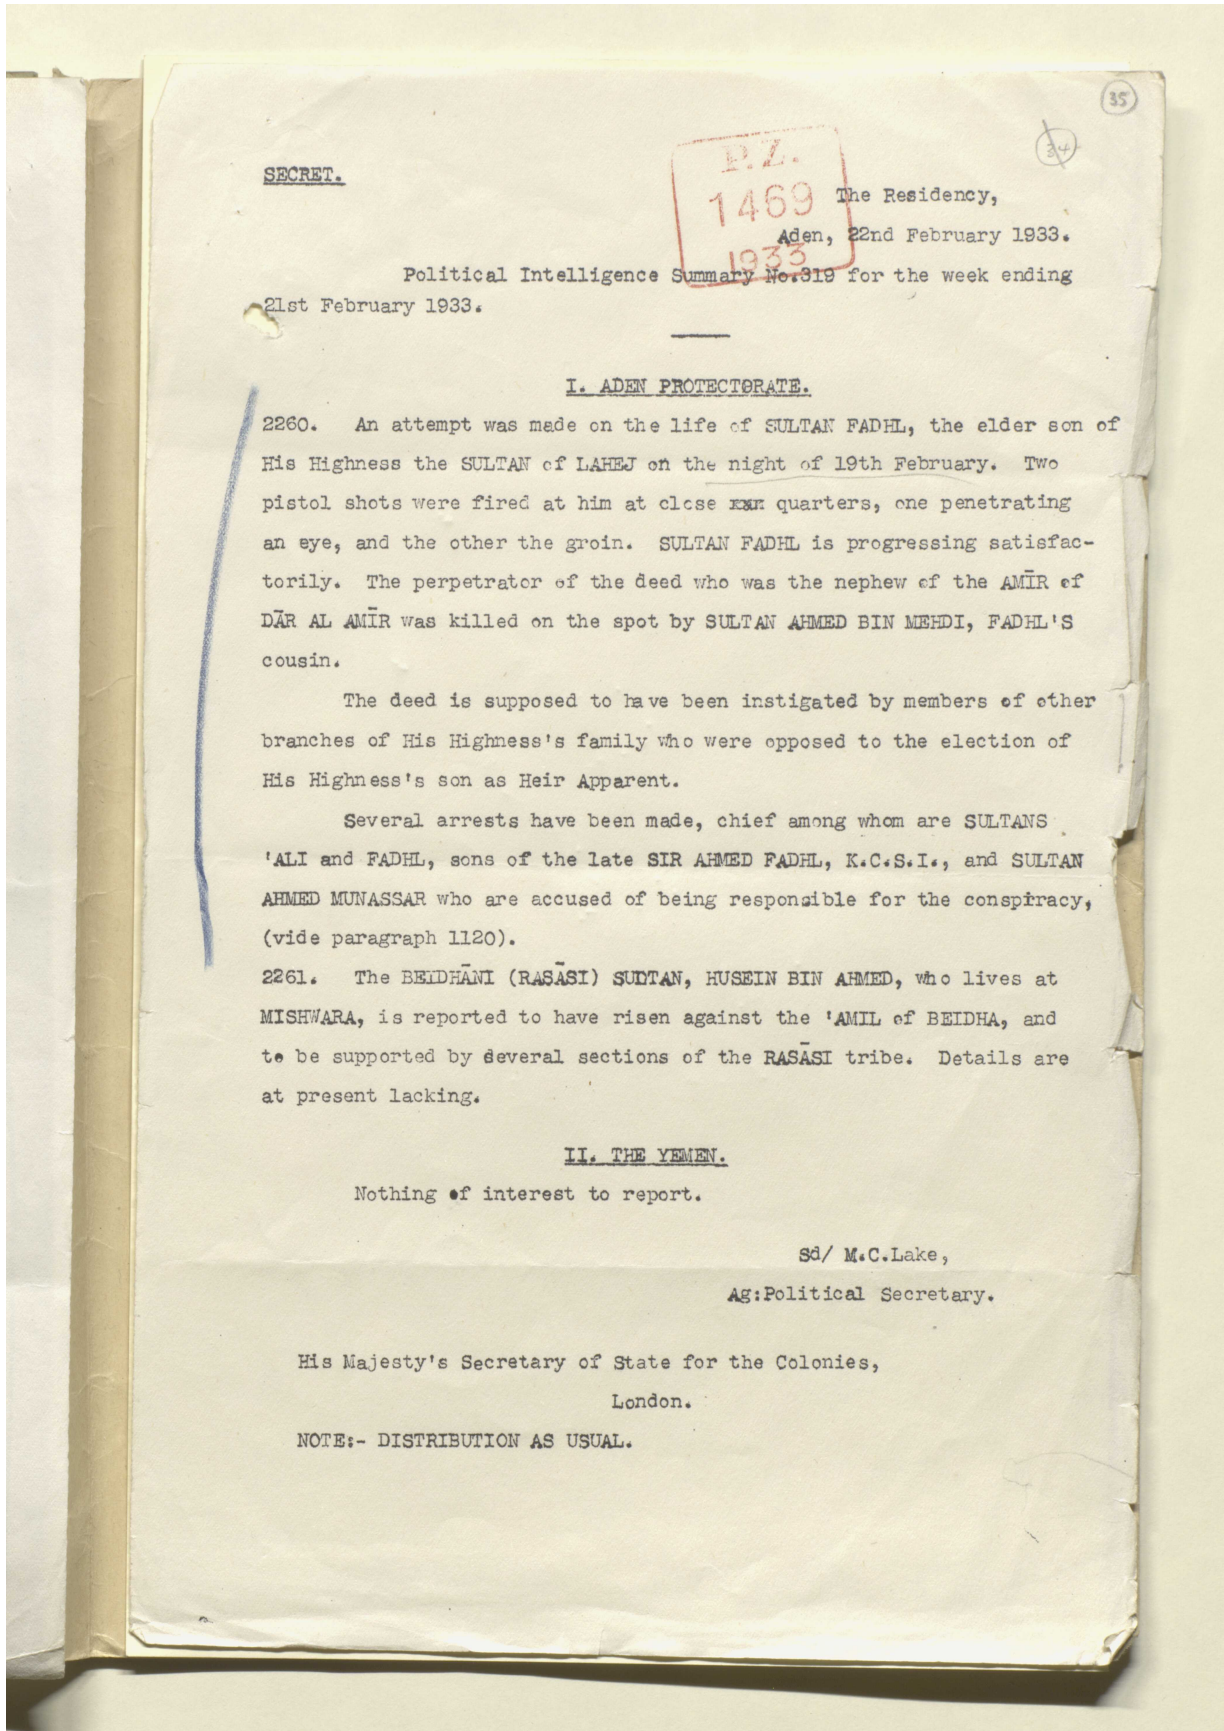 35
34
SECRET.
P.Z.
1469
1933
The Residency,
Aden, 22nd February 1933.
Political Intelligence Summary No.319 for the week ending
21st February 1933.
I. ADEN PROTECTORATE.
2260. An attempt was made on the life of SULTAN FADHL, the elder son of
His Highness the SULTAN of LAHEJ on the night of 19th February. Two
pistol shots were fired at him at close quarters, one penetrating
an eye, and the other the groin. SULTAN FADHL is progressing satisfac-
torily. The perpetrator of the deed who was the nephew of the AMĪR of
DĀR AL AMĪR was killed on the spot by SULTAN AHMED BIN MEHDI, FADHL'S
cousin.
The deed is supposed to have been instigated by members of other
branches of His Highness's family who were opposed to the election of
His Highness's son as Heir Apparent.
Several arrests have been made, chief among whom are SULTANS
'ALI and FADHL, sons of the late SIR AHMED FADHL, K.C.S.I., and SULTAN
AHMED MUNASSAR who are accused of being responsible for the conspiracy,
(vide paragraph 1120).
2261. The BEIDHĀNI (RASĀSI) SULTAN, HUSEIN BIN AHMED, who lives at
MISHWARA, is reported to have risen against the 'AMIL of BEIDHA, and
to be supported by several sections of the RASĀSI tribe. Details are
at present lacking.
II. THE YEMEN.
Nothing of interest to report.
Sd/ M.C.Lake,
Ag:Political Secretary.
His Majesty's Secretary of State for the Colonies,
London.
NOTE:- DISTRIBUTION AS USUAL.